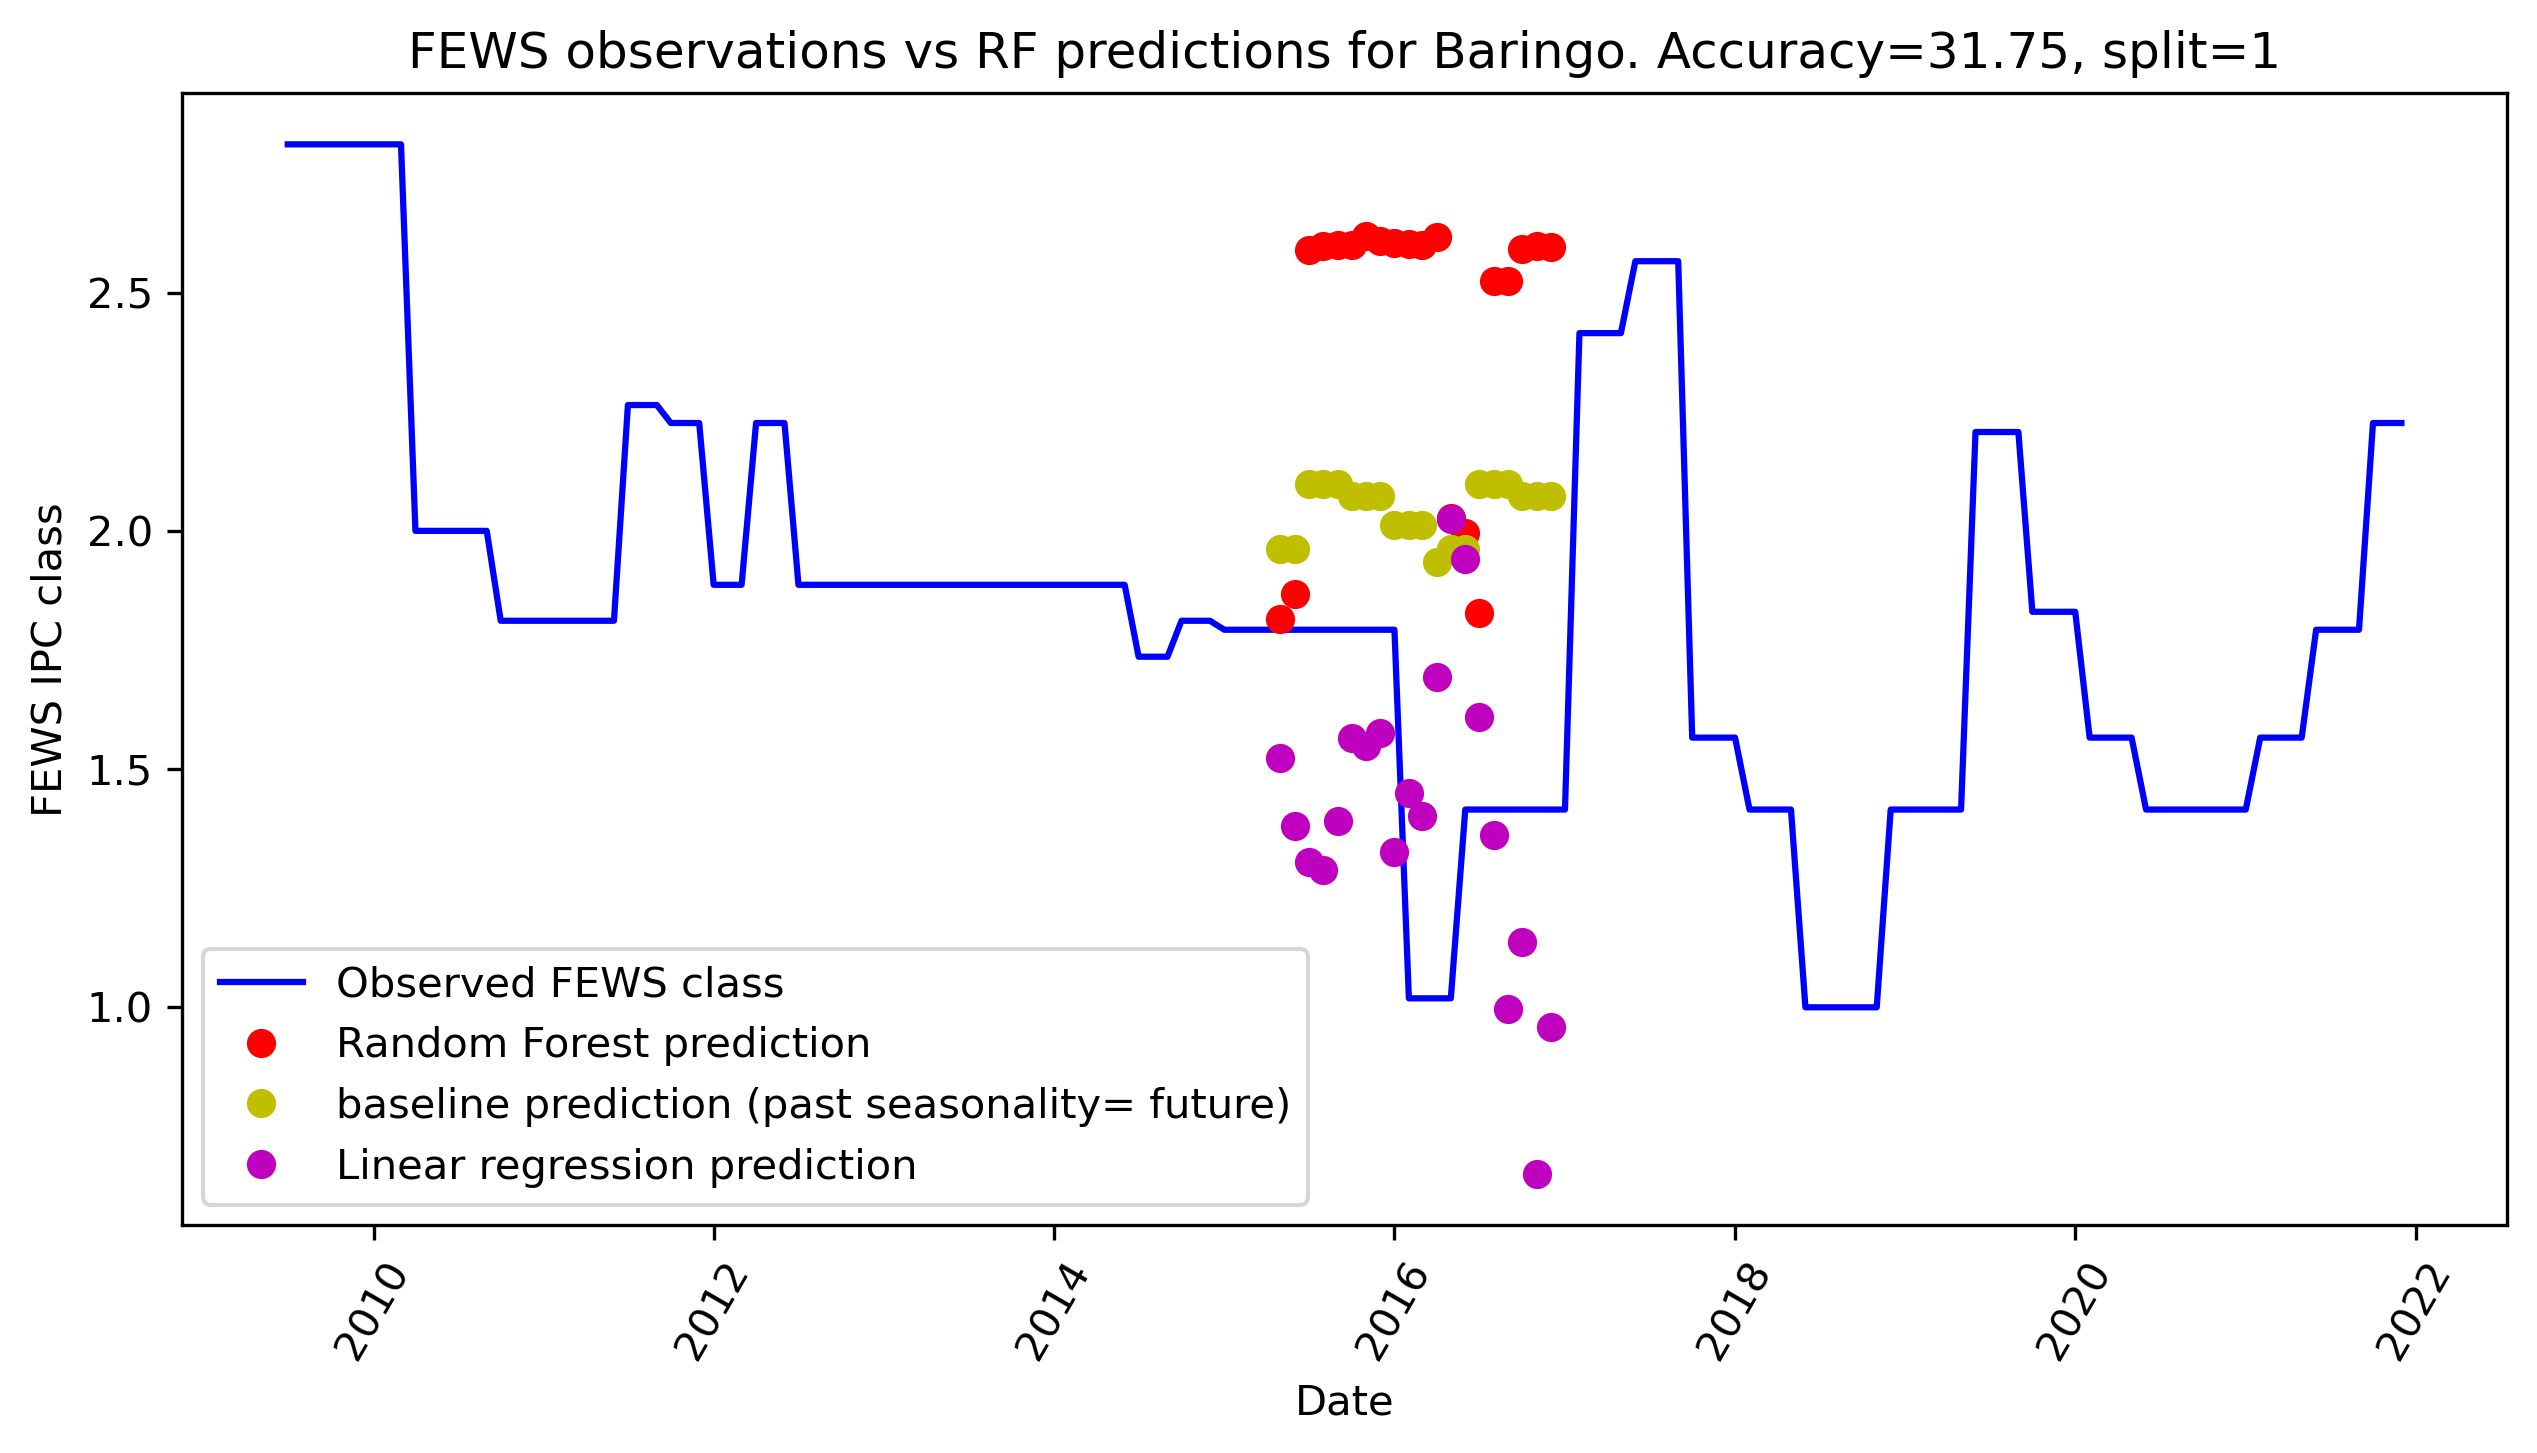 FEWS observations vs RF predictions for Baringo. Accuracy=31.75, split=1
FEWS IPC class
2.5
2.0
1.5
1.0
Observed FEWS class
Random Forest prediction
baseline prediction (past seasonality= future)
Linear regression prediction
2010
2012
2014
2016
2018
2020
2022
Date